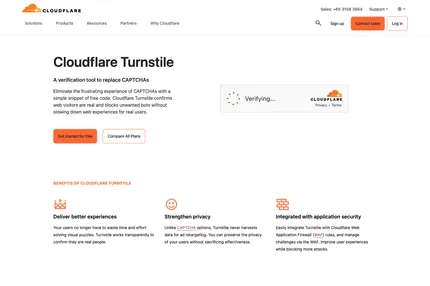 CLOUDFLARE
Sales: +65 3158 3954
Support
Solutions
Products
Resources
Partners
Why Cloudflare
Sign up
Contact sales
Log in
Cloudflare Turnstile
A verification tool to replace CAPTCHAs
Eliminate the frustrating experience of CAPTCHAs with
a simple snippet of free code. Cloudflare Turnstile confirms
web visitors are real and blocks unwanted bots without
slowing down web experiences for real users.
Verifying...
CLOUDFLARE
Privacy • Terms
Get started for free
Compare All Plans
BENEFITS OF CLOUDFLARE TURNSTILE
Deliver better experiences
Your users no longer have to waste time and effort
solving visual puzzles. Turnstile works transparently to
confirm they are real people.
Strengthen privacy
Unlike CAPTCHA options, Turnstile never harvests
data for ad retargeting. You can preserve the privacy
of your users without sacrificing effectiveness.
Integrated with application security
Easily integrate Turnstile with Cloudflare Web
Application Firewall (WAF) rules, and manage
challenges via the WAF. Improve user experiences
while blocking more attacks.